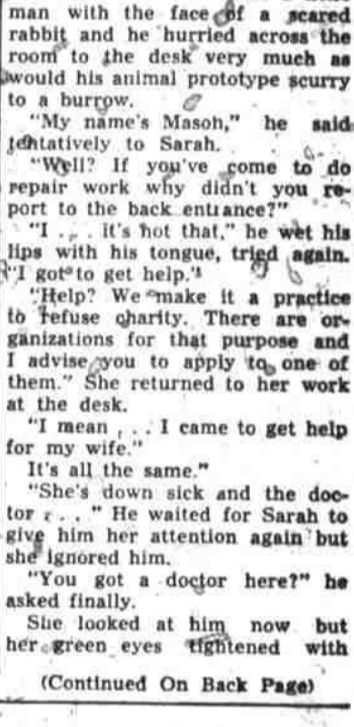 man with the face of a scared
rabbit and he hurried across the
room to the desk very much as
would his animal prototype scurry
to a burrow.
"My name's Mason," he said
tentatively to Sarah.
"Well? If you've come to do
repair work why didn't you re-
port to the back entrance?"
"I . . . it's not that," he wet his
lips with his tongue, tried again.
"I got to get help."
"Help? We make it a practice
to refuse charity. There are or-
ganizations for that purpose and
I advise you to apply to one of
them." She returned to her work
at the desk.
"I mean . . . I came to get help
for my wife."
It's all the same."
"She's down sick and the doc-
tor . . ." He waited for Sarah to
give him her attention again but
she ignored him.
"You got a doctor here?" he
asked finally.
She looked at him now but
her green eyes tightened with
(Continued On Back Page)